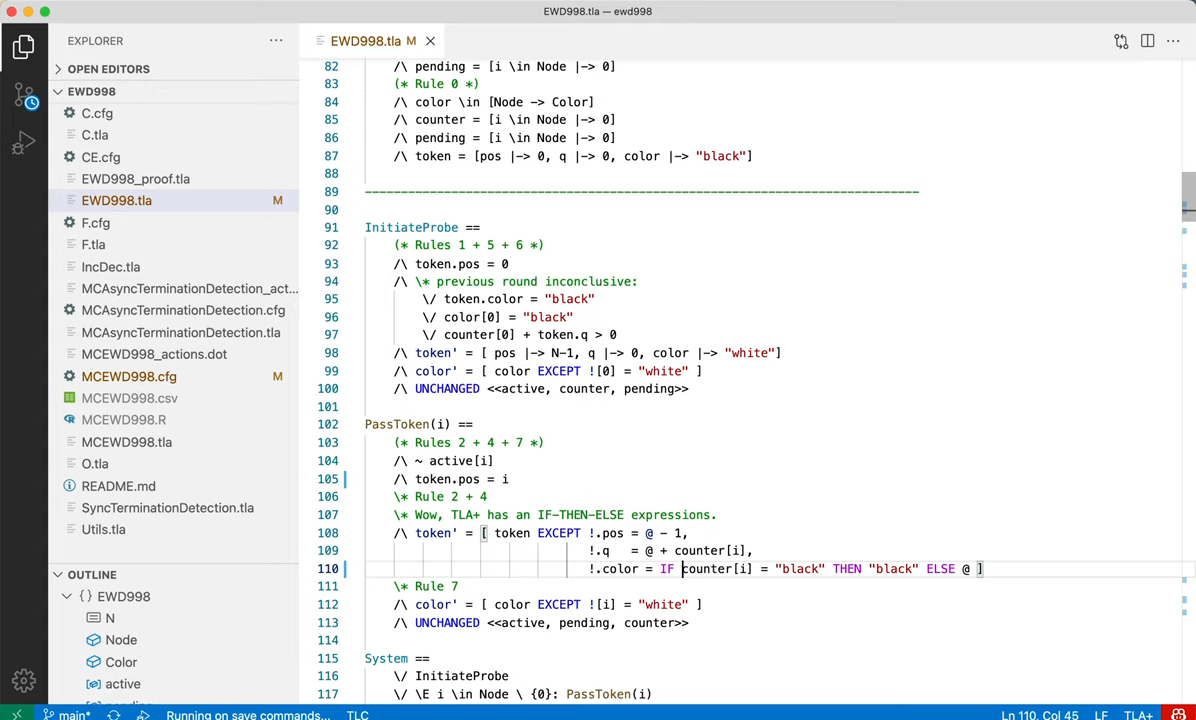 EWD998.tla — ewd998
EXPLORER
OPEN EDITORS
EWD998
C.cfg
C.tla
CE.cfg
EWD998_proof.tla
EWD998.tla M
F.cfg
F.tla
IncDec.tla
MCAsyncTerminationDetection_act...
MCAsyncTerminationDetection.cfg
MCAsyncTerminationDetection.tla
MCEWD998_actions.dot
MCEWD998.cfg M
MCEWD998.csv
MCEWD998.R
MCEWD998.tla
O.tla
README.md
SyncTerminationDetection.tla
Utils.tla
OUTLINE
{} EWD998
N
Node
Color
active
EWD998.tla M
82 /\ pending = [i \in Node |-> 0]
83 (* Rule 0 *)
84 /\ color \in [Node -> Color]
85 /\ counter = [i \in Node |-> 0]
86 /\ pending = [i \in Node |-> 0]
87 /\ token = [pos |-> 0, q |-> 0, color |-> "black"]
88
89 -----------------------------------------------------------------------------
90
91 InitiateProbe ==
92 (* Rules 1 + 5 + 6 *)
93 /\ token.pos = 0
94 /\ \* previous round inconclusive:
95 \/ token.color = "black"
96 \/ color[0] = "black"
97 \/ counter[0] + token.q > 0
98 /\ token' = [ pos |-> N-1, q |-> 0, color |-> "white"]
99 /\ color' = [ color EXCEPT ![0] = "white" ]
100 /\ UNCHANGED <<active, counter, pending>>
101
102 PassToken(i) ==
103 (* Rules 2 + 4 + 7 *)
104 /\ ~ active[i]
105 /\ token.pos = i
106 \* Rule 2 + 4
107 \* Wow, TLA+ has an IF-THEN-ELSE expressions.
108 /\ token' = [ token EXCEPT !.pos = @ - 1,
109 !.q = @ + counter[i],
110 !.color = IF counter[i] = "black" THEN "black" ELSE @ ]
111 \* Rule 7
112 /\ color' = [ color EXCEPT ![i] = "white" ]
113 /\ UNCHANGED <<active, pending, counter>>
114
115 System ==
116 \/ InitiateProbe
117 \/ \E i \in Node \ {0}: PassToken(i)
main* Running on save commands... TLC Ln 110, Col 45 LF TLA+